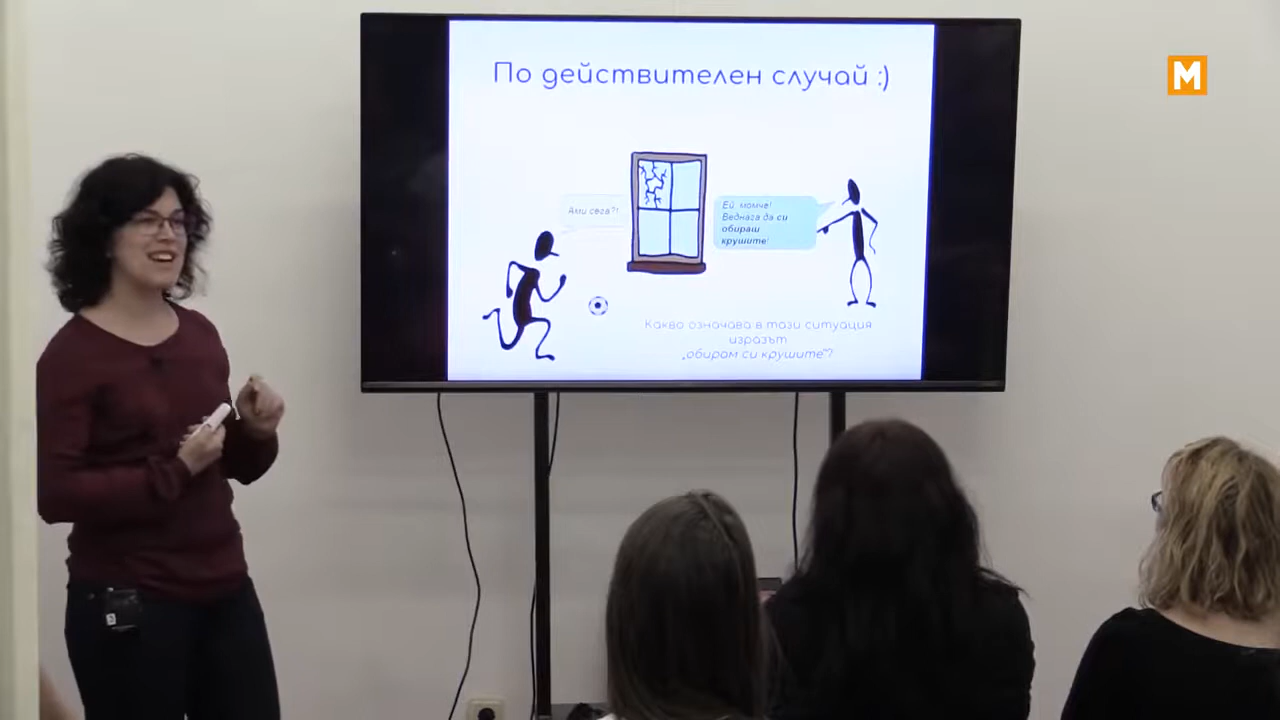 По действителен случай :)
M
Ами сега?!
Ей, момче!
Веднага да си
обираш
крушите!
Какво означава в тази ситуация
изразът
„обирам си крушите“?